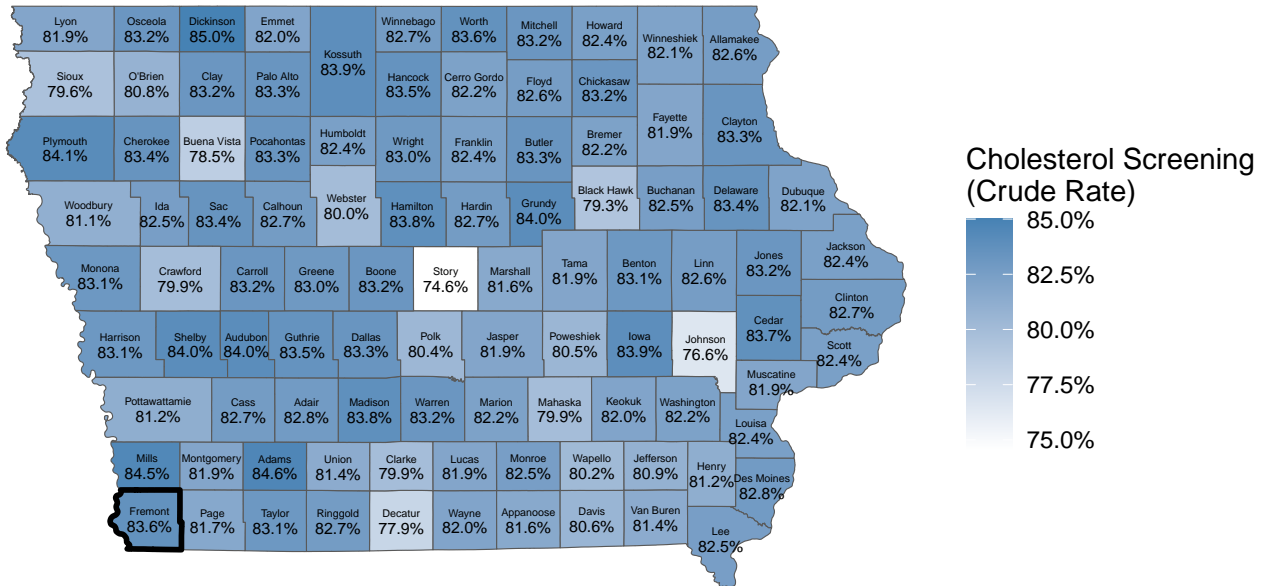 Lyon
81.9%
Osceola
83.2%
Dickinson
85.0%
Emmet
82.0%
Kossuth
83.9%
Winnebago
82.7%
Worth
83.6%
Mitchell
83.2%
Howard
82.4%
Winneshiek
82.1%
Allamakee
82.6%
Sioux
79.6%
O'Brien
80.8%
Clay
83.2%
Palo Alto
83.3%
Hancock
83.5%
Cerro Gordo
82.2%
Floyd
82.6%
Chickasaw
83.2%
Fayette
81.9%
Clayton
83.3%
Plymouth
84.1%
Cherokee
83.4%
Buena Vista
78.5%
Pocahontas
83.3%
Humboldt
82.4%
Wright
83.0%
Franklin
82.4%
Butler
83.3%
Bremer
82.2%
Woodbury
81.1%
Ida
82.5%
Sac
83.4%
Calhoun
82.7%
Webster
80.0%
Hamilton
83.8%
Hardin
82.7%
Grundy
84.0%
Black Hawk
79.3%
Buchanan
82.5%
Delaware
83.4%
Dubuque
82.1%
Monona
83.1%
Crawford
79.9%
Carroll
83.2%
Greene
83.0%
Boone
83.2%
Story
74.6%
Marshall
81.6%
Tama
81.9%
Benton
83.1%
Linn
82.6%
Jones
83.2%
Jackson
82.4%
Clinton
82.7%
Harrison
83.1%
Shelby
84.0%
Audubon
84.0%
Guthrie
83.5%
Dallas
83.3%
Polk
80.4%
Jasper
81.9%
Poweshiek
80.5%
Iowa
83.9%
Johnson
76.6%
Cedar
83.7%
Scott
82.4%
Muscatine
81.9%
Pottawattamie
81.2%
Cass
82.7%
Adair
82.8%
Madison
83.8%
Warren
83.2%
Marion
82.2%
Mahaska
79.9%
Keokuk
82.0%
Washington
82.2%
Louisa
82.4%
Mills
84.5%
Montgomery
81.9%
Adams
84.6%
Union
81.4%
Clarke
79.9%
Lucas
81.9%
Monroe
82.5%
Wapello
80.2%
Jefferson
80.9%
Henry
81.2%
Des Moines
82.8%
Fremont
83.6%
Page
81.7%
Taylor
83.1%
Ringgold
82.7%
Decatur
77.9%
Wayne
82.0%
Appanoose
81.6%
Davis
80.6%
Van Buren
81.4%
Lee
82.5%
Cholesterol Screening
(Crude Rate)
85.0%
82.5%
80.0%
77.5%
75.0%